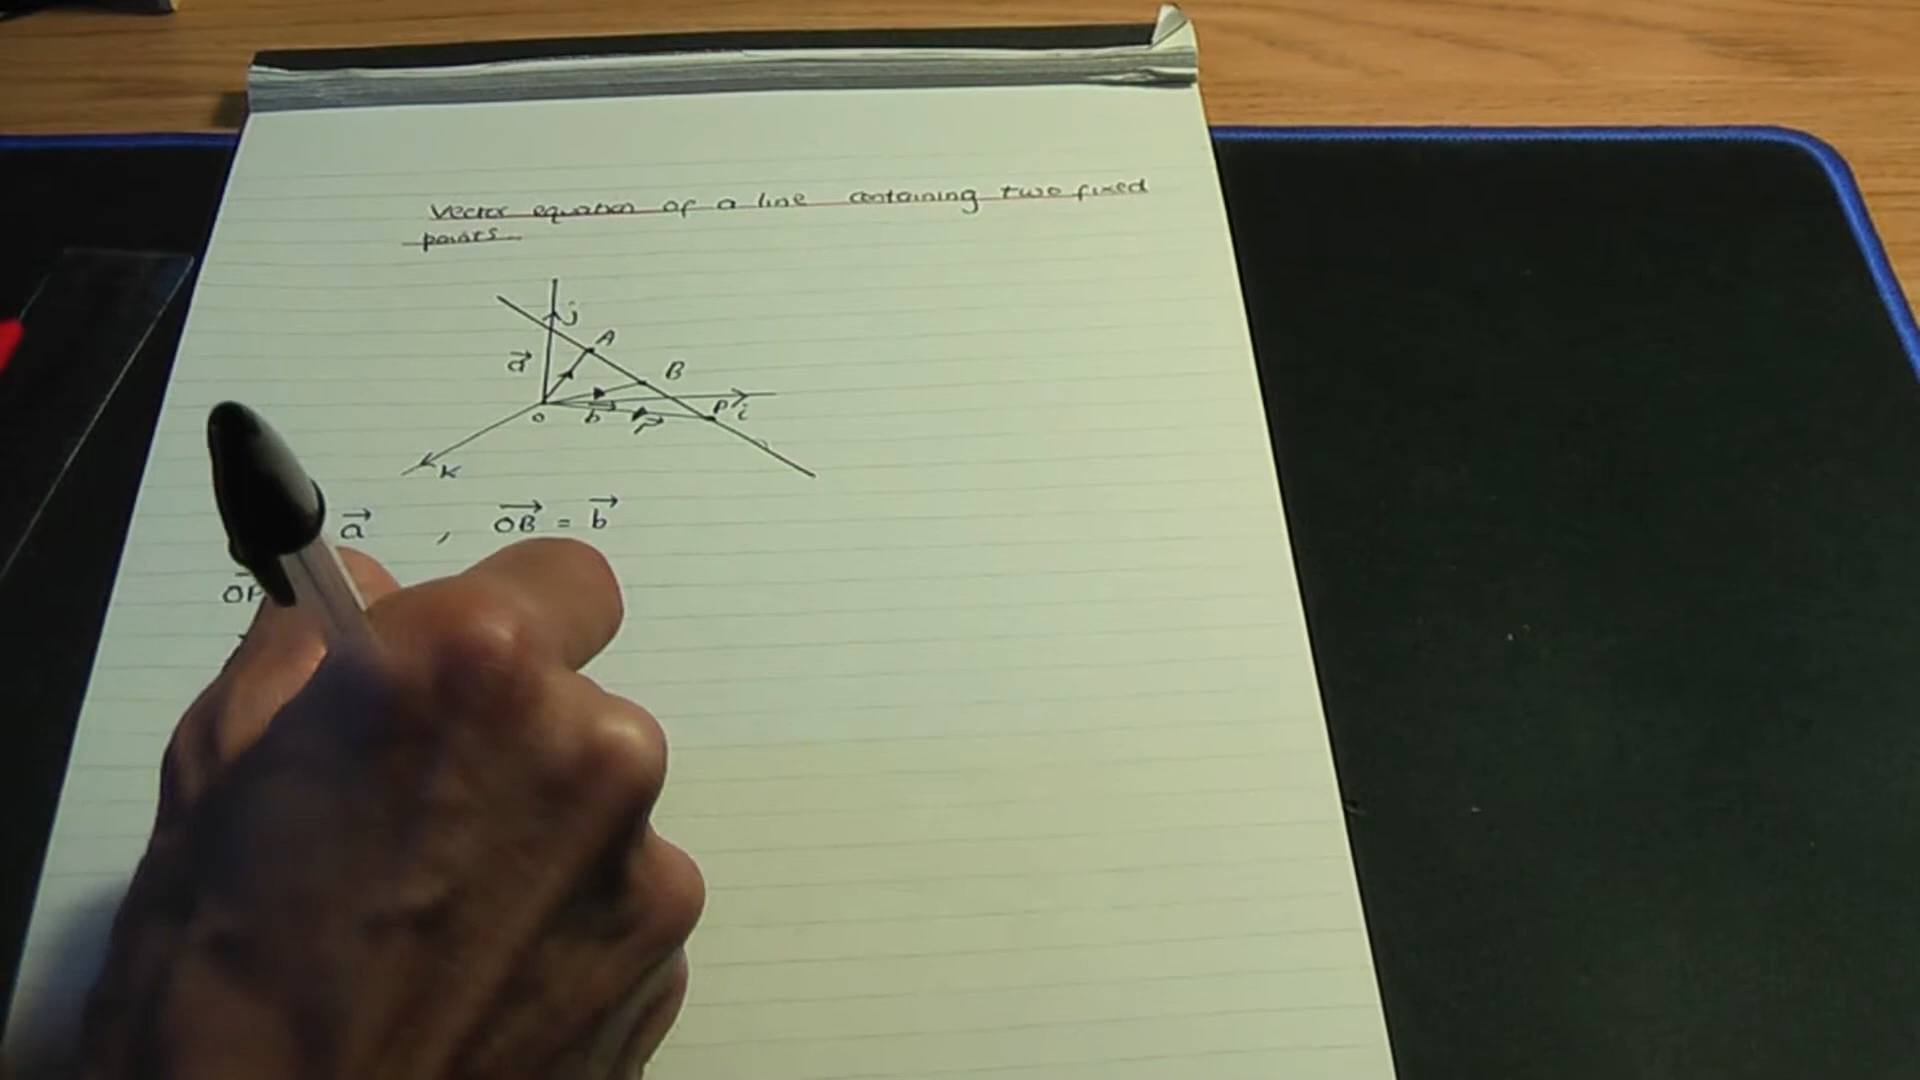 Vector equation of a line containing two fixed
points
j
A
a⃗
B
P
i
o
b⃗
r⃗
K
a⃗ , OB⃗ = b⃗
OP